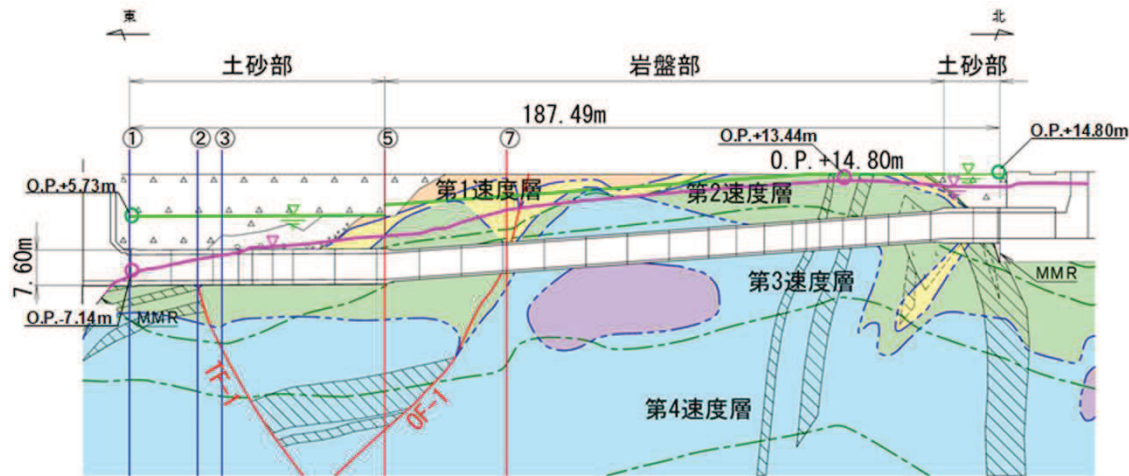 東
北
土砂部
岩盤部
土砂部
187.49m
①
②
③
⑤
⑦
O.P.+13.44m
O.P.+14.80m
O.P. +14.80m
O.P.+5.73m
第1速度層
第2速度層
7.60m
第3速度層
MMR
O.P.-7.14m
MMR
TF-1
OF-1
第4速度層